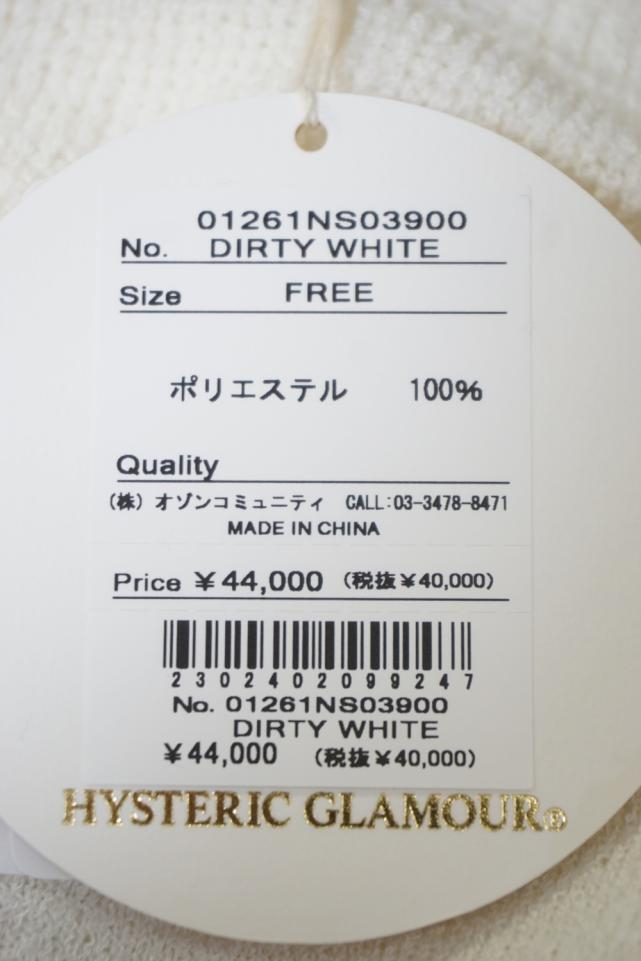 01261NS03900
No. DIRTY WHITE
Size FREE
ポリエステル 100%
Quality
(株) オゾンコミュニティ CALL:03-3478-8471
MADE IN CHINA
Price ¥44,000 (税抜¥40,000)
2302402099247
No. 01261NS03900
DIRTY WHITE
¥44,000 (税抜¥40,000)
HYSTERIC GLAMOUR®